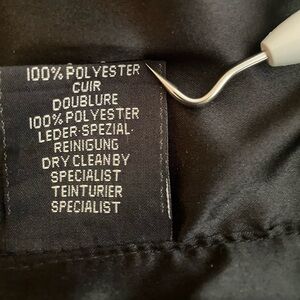 100% POLYESTER
CUIR
DOUBLURE
100% POLYESTER
LEDER-SPEZIAL-
REINIGUNG
DRY CLEAN BY
SPECIALIST
TEINTURIER
SPECIALIST